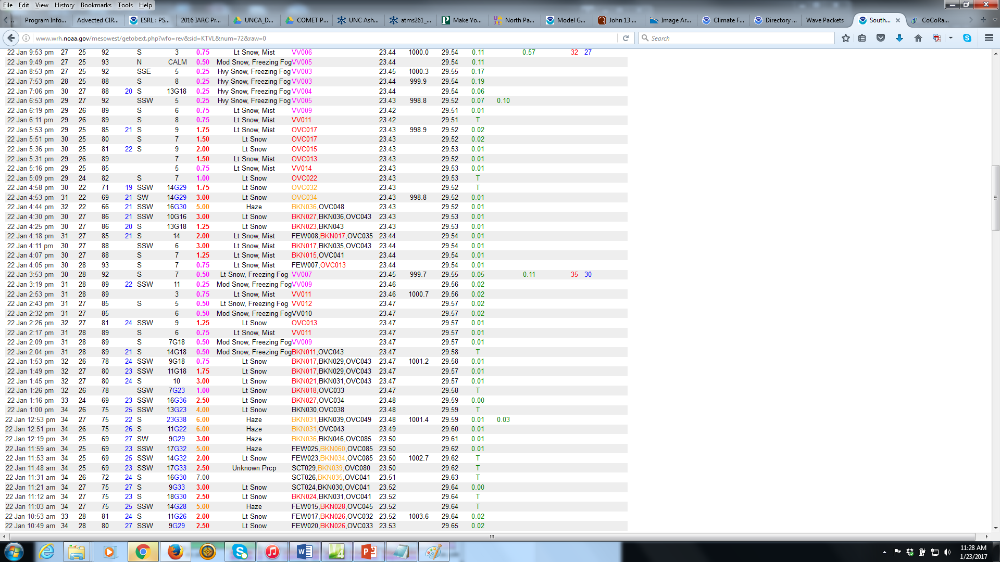 File Edit View History Bookmarks Tools Help
Program Info... Advected CIR... ESRL : PS... 2016 IARC Pr... UNCA_D... COMET P... UNC Ash... atms261_... Make Yo... North Pa... Model G... John 13 ... Image Ar... Climate F... Directory ... Wave Packets South... CoCoRa...
www.wrh.noaa.gov/mesowest/getobext.php?wfo=rev&sid=KTVL&num=72&raw=0 Search
22 Jan 9:53 pm 27 25 92 S 3 0.75 Lt Snow, Mist VV006 23.44 1000.0 29.54 0.11 0.57 32 27
22 Jan 9:49 pm 27 25 93 N CALM 0.50 Mod Snow, Freezing Fog VV005 23.44 29.54 0.11
22 Jan 8:53 pm 27 25 92 SSE 5 0.25 Hvy Snow, Freezing Fog VV003 23.45 1000.3 29.55 0.17
22 Jan 7:53 pm 28 25 88 S 8 0.25 Hvy Snow, Freezing Fog VV003 23.44 999.9 29.54 0.19
22 Jan 7:06 pm 30 27 88 20 S 13G18 0.25 Hvy Snow, Freezing Fog VV004 23.44 29.54 0.06
22 Jan 6:53 pm 29 27 92 SSW 5 0.25 Hvy Snow, Freezing Fog VV005 23.43 998.8 29.52 0.07 0.10
22 Jan 6:19 pm 29 26 89 S 6 0.75 Lt Snow, Mist VV009 23.42 29.51 0.01
22 Jan 6:11 pm 29 26 89 S 8 0.75 Lt Snow, Mist VV011 23.42 29.51 T
22 Jan 5:53 pm 29 25 85 21 S 9 1.75 Lt Snow, Mist OVC017 23.43 998.9 29.52 0.02
22 Jan 5:51 pm 30 25 80 S 7 1.50 Lt Snow OVC017 23.43 29.52 0.02
22 Jan 5:36 pm 30 25 81 22 S 9 2.00 Lt Snow OVC015 23.43 29.53 0.01
22 Jan 5:31 pm 29 26 89 7 1.50 Lt Snow, Mist OVC013 23.43 29.52 0.01
22 Jan 5:16 pm 29 25 85 5 0.75 Lt Snow, Mist VV014 23.43 29.53 0.01
22 Jan 5:09 pm 29 24 82 S 7 1.00 Lt Snow OVC022 23.43 29.53 T
22 Jan 4:58 pm 30 22 71 19 SSW 14G29 1.75 Lt Snow OVC032 23.43 29.52 T
22 Jan 4:53 pm 31 22 69 21 SW 14G29 3.00 Lt Snow OVC034 23.43 998.8 29.52 0.01
22 Jan 4:44 pm 32 22 66 21 SSW 16G30 5.00 Haze BKN036,OVC048 23.43 29.52 0.01
22 Jan 4:30 pm 30 27 86 21 SSW 10G16 3.00 Lt Snow BKN027,BKN036,OVC043 23.43 29.53 0.01
22 Jan 4:25 pm 30 27 86 20 S 13G18 1.25 Lt Snow BKN023,BKN043 23.43 29.53 0.01
22 Jan 4:18 pm 31 27 85 21 S 14 2.00 Lt Snow, Mist FEW008,BKN017,OVC035 23.44 29.54 0.01
22 Jan 4:11 pm 30 27 88 SSW 6 3.00 Lt Snow, Mist BKN017,BKN035,OVC043 23.44 29.54 0.01
22 Jan 4:07 pm 30 27 88 S 7 1.25 Lt Snow, Mist BKN015,OVC041 23.44 29.54 0.01
22 Jan 4:05 pm 30 28 93 S 7 0.75 Lt Snow, Mist FEW007,OVC013 23.44 29.54 0.01
22 Jan 3:53 pm 30 28 92 S 7 0.50 Lt Snow, Freezing Fog VV007 23.45 999.7 29.55 0.05 0.11 35 30
22 Jan 3:19 pm 31 28 89 22 SSW 11 0.25 Mod Snow, Freezing Fog VV009 23.46 29.56 0.02
22 Jan 2:53 pm 31 28 89 3 0.75 Lt Snow, Mist VV011 23.46 1000.7 29.56 0.02
22 Jan 2:43 pm 31 27 85 S 5 0.50 Lt Snow, Freezing Fog VV012 23.47 29.57 0.02
22 Jan 2:32 pm 31 27 85 6 0.50 Mod Snow, Freezing Fog VV010 23.47 29.57 0.02
22 Jan 2:26 pm 32 27 81 24 SSW 9 1.25 Lt Snow OVC013 23.47 29.57 0.01
22 Jan 2:17 pm 31 28 89 S 6 0.75 Lt Snow, Mist VV011 23.47 29.57 0.01
22 Jan 2:09 pm 31 28 89 S 7G18 0.50 Mod Snow, Freezing Fog VV009 23.47 29.57 0.01
22 Jan 2:04 pm 31 28 89 21 S 14G18 0.50 Mod Snow, Freezing Fog BKN011,OVC043 23.47 29.58 T
22 Jan 1:53 pm 32 26 78 24 SSW 9G18 0.75 Lt Snow BKN017,BKN029,OVC043 23.47 1001.2 29.58 0.01
22 Jan 1:49 pm 32 27 80 23 SSW 11G18 1.75 Lt Snow BKN017,BKN029,OVC043 23.47 29.57 0.01
22 Jan 1:45 pm 32 27 80 24 S 10 3.00 Lt Snow BKN021,BKN031,OVC043 23.47 29.57 0.01
22 Jan 1:26 pm 32 26 78 SSW 7G23 1.00 Lt Snow BKN018,OVC033 23.47 29.58 T
22 Jan 1:16 pm 33 24 69 23 SSW 16G36 2.50 Lt Snow BKN027,OVC034 23.48 29.59 0.00
22 Jan 1:00 pm 34 26 75 25 SSW 13G23 4.00 Lt Snow BKN030,OVC038 23.48 29.59 T
22 Jan 12:53 pm 34 27 75 22 S 23G38 6.00 Haze BKN031,BKN039,OVC049 23.48 1001.4 29.59 0.01 0.03
22 Jan 12:51 pm 34 26 75 26 S 11G22 6.00 Haze BKN031,OVC043 23.49 29.60 0.01
22 Jan 12:19 pm 34 25 69 27 SW 9G29 3.00 Haze BKN036,BKN046,OVC085 23.50 29.61 0.01
22 Jan 11:59 am 34 25 69 23 SSW 17G32 5.00 Haze FEW025,BKN060,OVC085 23.50 29.62 0.01
22 Jan 11:53 am 34 25 69 25 SSW 14G32 2.00 Lt Snow FEW023,BKN034,OVC085 23.50 1002.7 29.62 T
22 Jan 11:48 am 34 25 69 23 SSW 17G33 2.50 Unknown Prcp SCT029,BKN039,OVC080 23.50 29.62 T
22 Jan 11:31 am 34 26 72 24 S 16G30 7.00 SCT026,BKN035,OVC041 23.51 29.63 T
22 Jan 11:21 am 34 27 75 27 S 9G33 3.00 Lt Snow SCT024,BKN030,OVC041 23.52 29.64 0.00
22 Jan 11:12 am 34 27 75 23 S 18G30 2.50 Lt Snow BKN024,BKN031,OVC041 23.52 29.64 T
22 Jan 11:03 am 34 27 75 25 SSW 14G28 5.00 Haze FEW015,BKN028,OVC045 23.52 29.64 T
22 Jan 10:53 am 33 28 81 24 S 11G26 2.00 Lt Snow FEW017,BKN026,OVC032 23.52 1003.6 29.64 0.02
22 Jan 10:49 am 34 28 80 27 SSW 9G29 2.50 Lt Snow FEW020,BKN026,OVC033 23.53 29.65 0.02
11:28 AM
1/23/2017